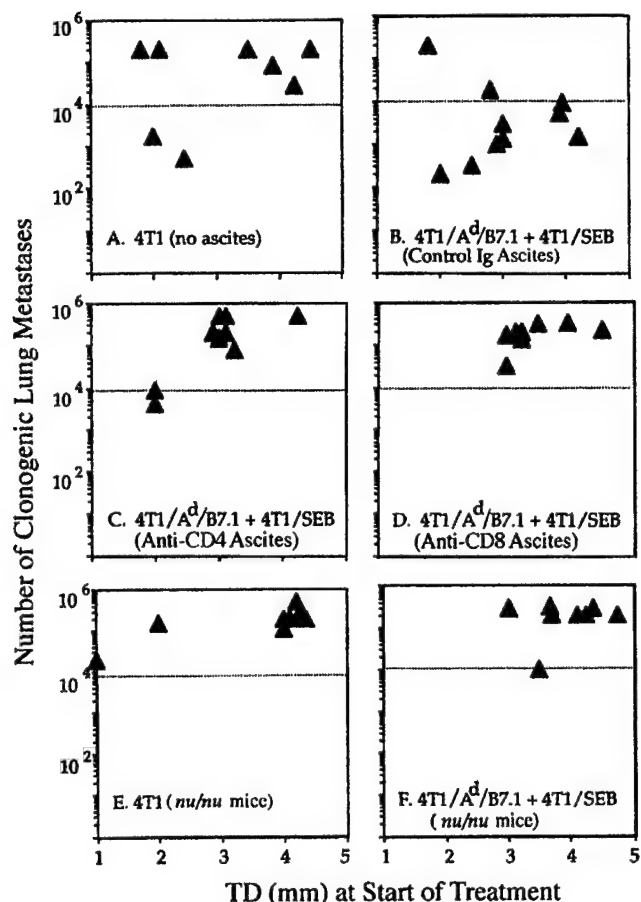 Number of Clonogenic Lung Metastases
10^6
10^4
10^2
A. 4T1 (no ascites)
B. 4T1/A^d/B7.1 + 4T1/SEB
(Control Ig Ascites)
10^6
10^4
10^2
C. 4T1/A^d/B7.1 + 4T1/SEB
(Anti-CD4 Ascites)
D. 4T1/A^d/B7.1 + 4T1/SEB
(Anti-CD8 Ascites)
10^6
10^4
10^2
E. 4T1 (nu/nu mice)
F. 4T1/A^d/B7.1 + 4T1/SEB
(nu/nu mice)
1 2 3 4 5 1 2 3 4 5
TD (mm) at Start of Treatment